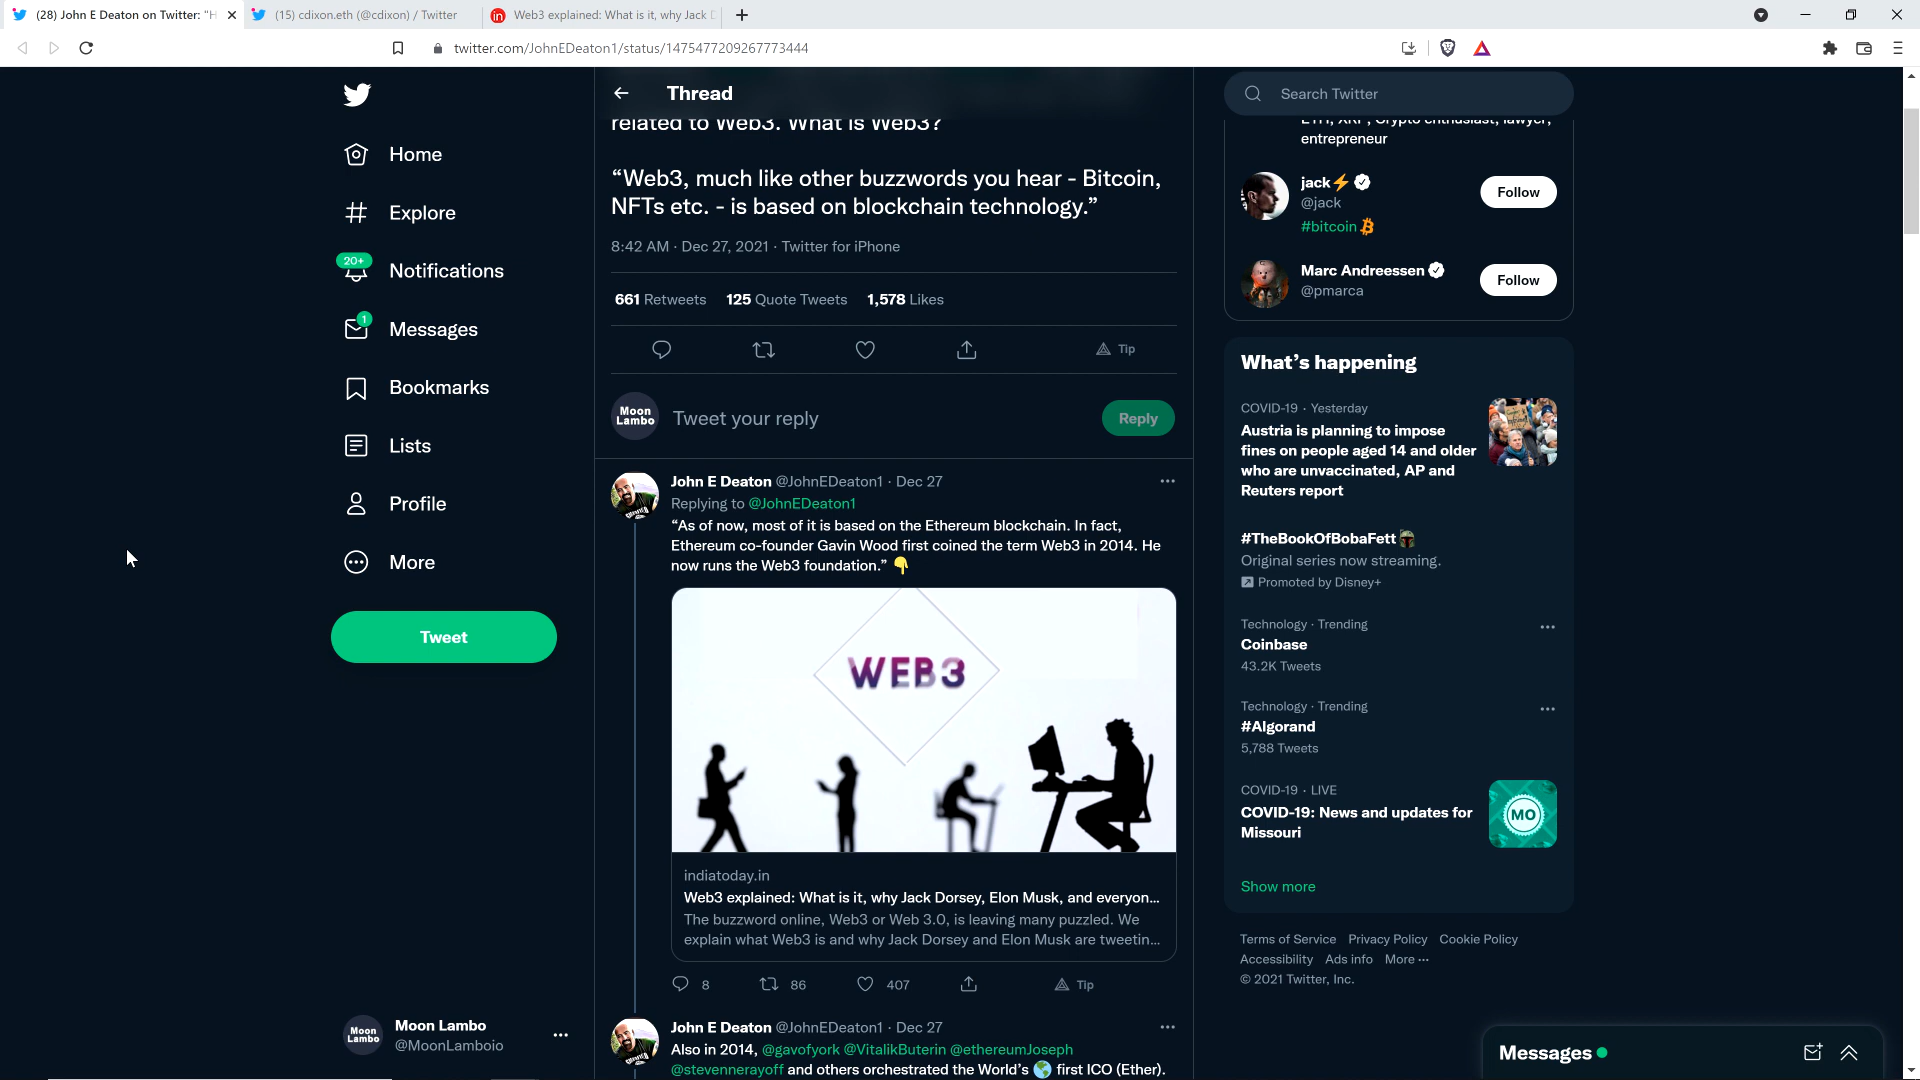 (28) John E Deaton on Twitter: "H
(15) cdixon.eth (@cdixon) / Twitter
Web3 explained: What is it, why Jack D
twitter.com/JohnEDeaton1/status/1475477209267773444
Home
Explore
20+
Notifications
1
Messages
Bookmarks
Lists
Profile
More
Tweet
Moon Lambo
Moon Lambo
@MoonLamboio
Thread
related to Web3. What is Web3?
“Web3, much like other buzzwords you hear - Bitcoin,
NFTs etc. - is based on blockchain technology.”
8:42 AM · Dec 27, 2021 · Twitter for iPhone
661 Retweets 125 Quote Tweets 1,578 Likes
Tip
Moon Lambo
Tweet your reply
Reply
John E Deaton @JohnEDeaton1 · Dec 27
Replying to @JohnEDeaton1
“As of now, most of it is based on the Ethereum blockchain. In fact,
Ethereum co-founder Gavin Wood first coined the term Web3 in 2014. He
now runs the Web3 foundation.” 👇
WEB3
indiatoday.in
Web3 explained: What is it, why Jack Dorsey, Elon Musk, and everyon...
The buzzword online, Web3 or Web 3.0, is leaving many puzzled. We
explain what Web3 is and why Jack Dorsey and Elon Musk are tweetin...
8 86 407 Tip
John E Deaton @JohnEDeaton1 · Dec 27
Also in 2014, @gavofyork @VitalikButerin @ethereumJoseph
@stevennerayoff and others orchestrated the World’s 🌎 first ICO (Ether).
Search Twitter
ETH, XRP, Crypto enthusiast, lawyer,
entrepreneur
jack⚡
@jack
#bitcoin
Follow
Marc Andreessen
@pmarca
Follow
What’s happening
COVID-19 · Yesterday
Austria is planning to impose
fines on people aged 14 and older
who are unvaccinated, AP and
Reuters report
#TheBookOfBobaFett
Original series now streaming.
Promoted by Disney+
Technology · Trending
Coinbase
43.2K Tweets
Technology · Trending
#Algorand
5,788 Tweets
COVID-19 · LIVE
COVID-19: News and updates for
Missouri
MO
Show more
Terms of Service Privacy Policy Cookie Policy
Accessibility Ads info More ···
© 2021 Twitter, Inc.
Messages